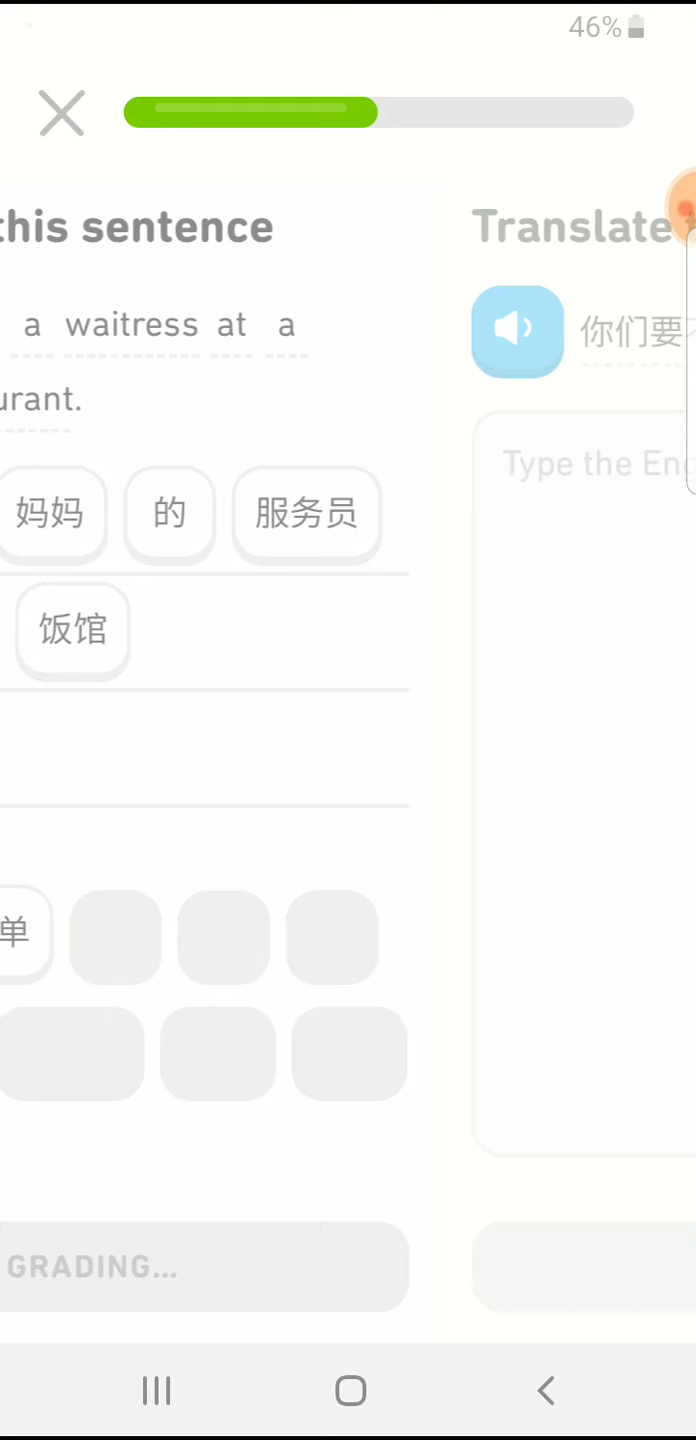 46%
this sentence
a waitress at a
urant.
妈妈 的 服务员
饭馆
单
GRADING...
Translate
你们要
Type the Eng